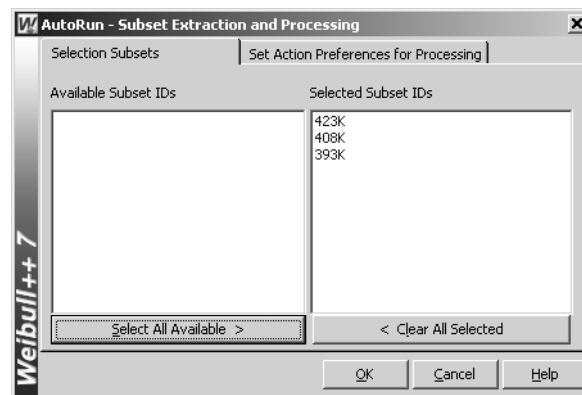 AutoRun - Subset Extraction and Processing
Selection Subsets
Set Action Preferences for Processing
Available Subset IDs
Selected Subset IDs
423K
408K
393K
Select All Available >
< Clear All Selected
OK
Cancel
Help
Weibull++ 7